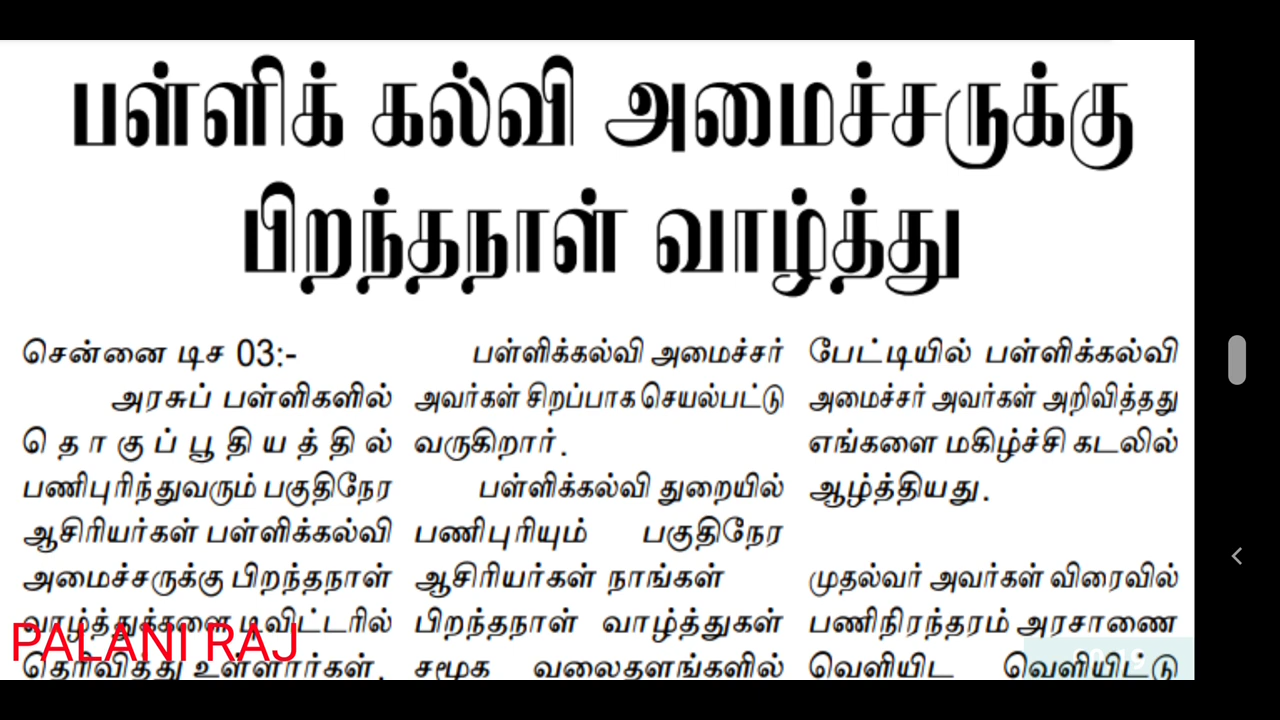 பள்ளிக் கல்வி அமைச்சருக்கு
பிறந்தநாள் வாழ்த்து
சென்னை டிச 03:-
அரசுப் பள்ளிகளில்
தொகுப்பூதியத்தில்
பணிபுரிந்துவரும் பகுதிநேர
ஆசிரியர்கள் பள்ளிக்கல்வி
அமைச்சருக்கு பிறந்தநாள்
வாழ்த்துக்களை டிவிட்டரில்
தெரிவித்து உள்ளார்கள்.
பள்ளிக்கல்வி அமைச்சர்
அவர்கள் சிறப்பாக செயல்பட்டு
வருகிறார்.
பள்ளிக்கல்வி துறையில்
பணிபுரியும் பகுதிநேர
ஆசிரியர்கள் நாங்கள்
பிறந்தநாள் வாழ்த்துகள்
சமூக வலைதளங்களில்
பேட்டியில் பள்ளிக்கல்வி
அமைச்சர் அவர்கள் அறிவித்தது
எங்களை மகிழ்ச்சி கடலில்
ஆழ்த்தியது.
முதல்வர் அவர்கள் விரைவில்
பணிநிரந்தரம் அரசாணை
வெளியிட வெளியிட்டு
PALANI RAJ